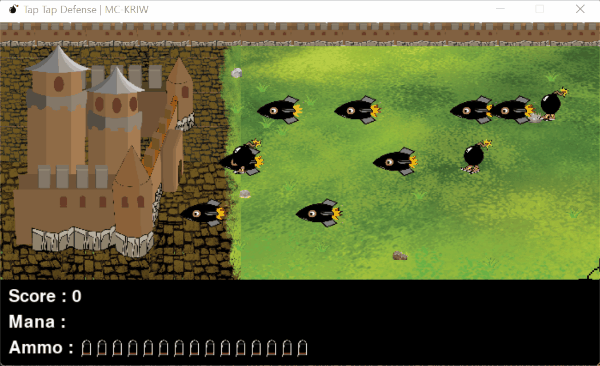 Tap Tap Defense | MC-KRIW
Score : 0
Mana :
Ammo :